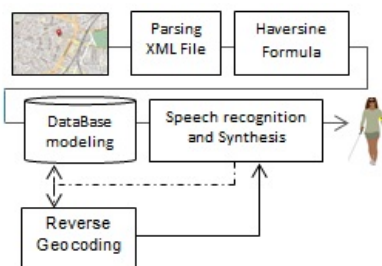 Parsing
XML File
Haversine
Formula
DataBase
modeling
Speech recognition
and Synthesis
Reverse
Geocoding